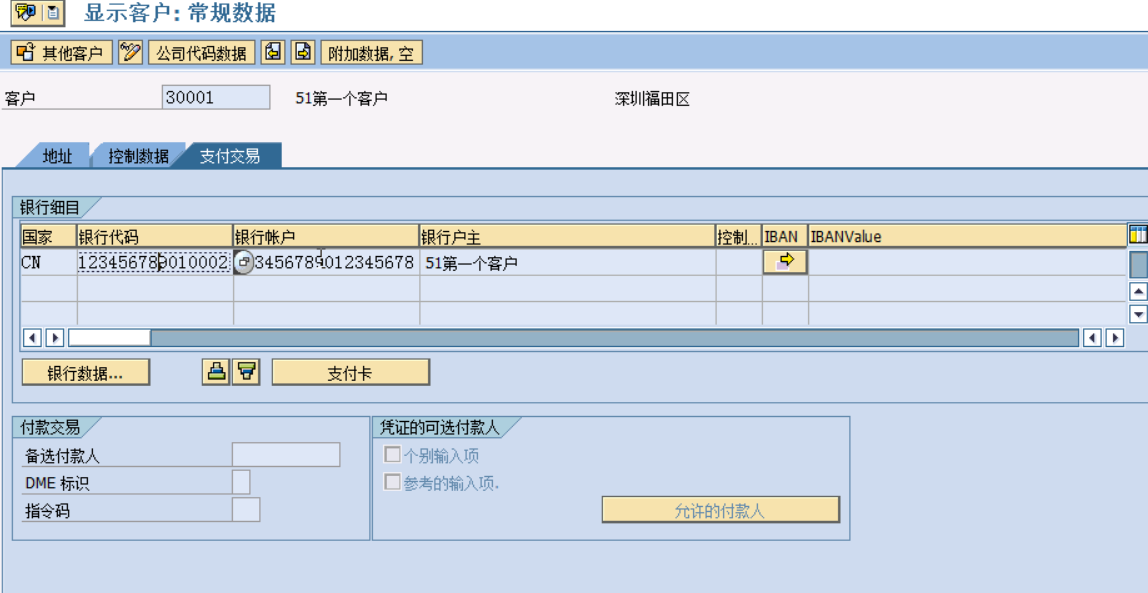 显示客户: 常规数据
其他客户 公司代码数据 附加数据, 空
客户 30001 51第一个客户 深圳福田区
地址 控制数据 支付交易
银行细目
国家 银行代码 银行帐户 银行户主 控制... IBAN IBANValue
CN 123456789010002 3456789012345678 51第一个客户
银行数据... 支付卡
付款交易 凭证的可选付款人
备选付款人 个别输入项
DME 标识 参考的输入项.
指令码 允许的付款人